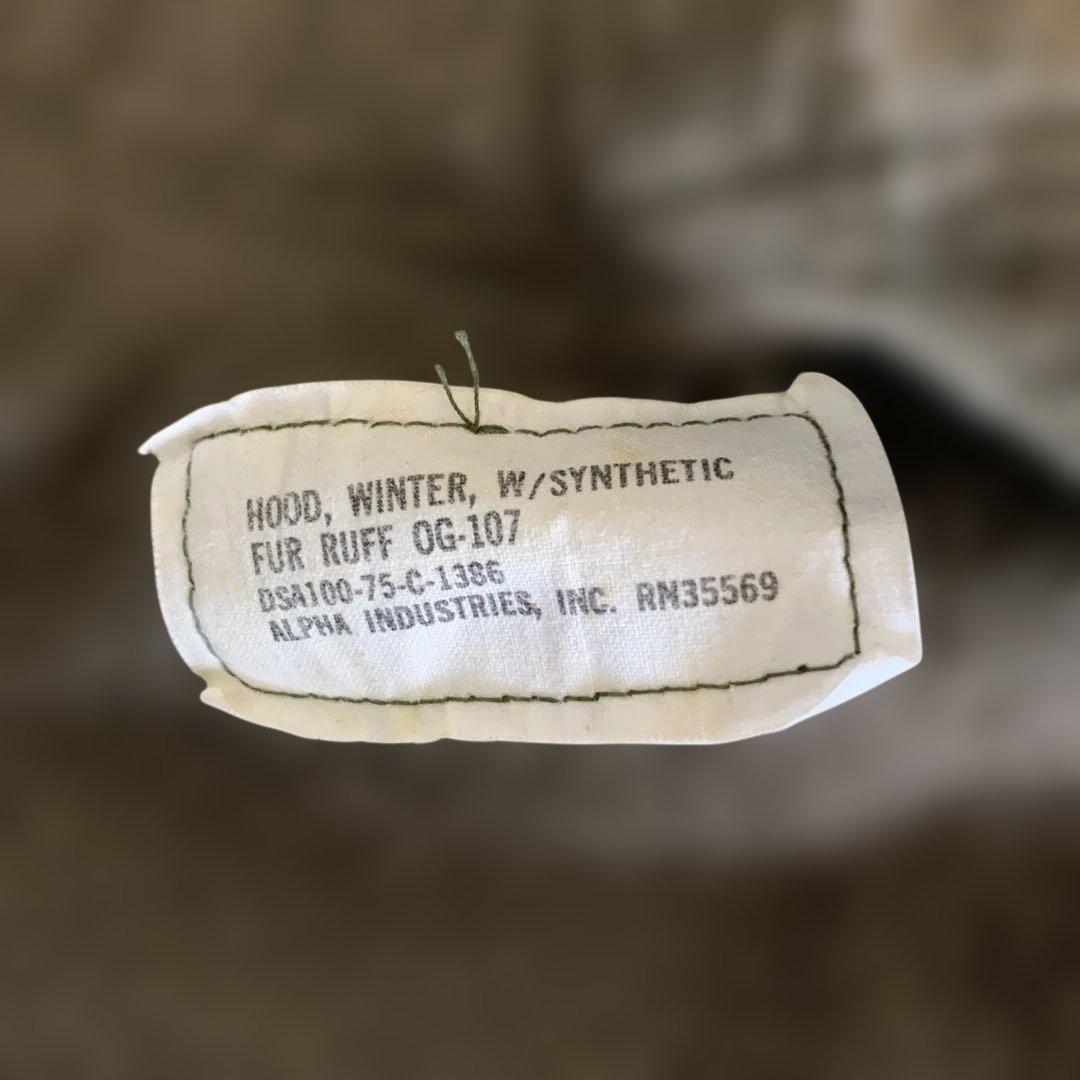 HOOD, WINTER, W/SYNTHETIC
FUR RUFF OG-107
DSA100-75-C-1386
ALPHA INDUSTRIES, INC. RN35569